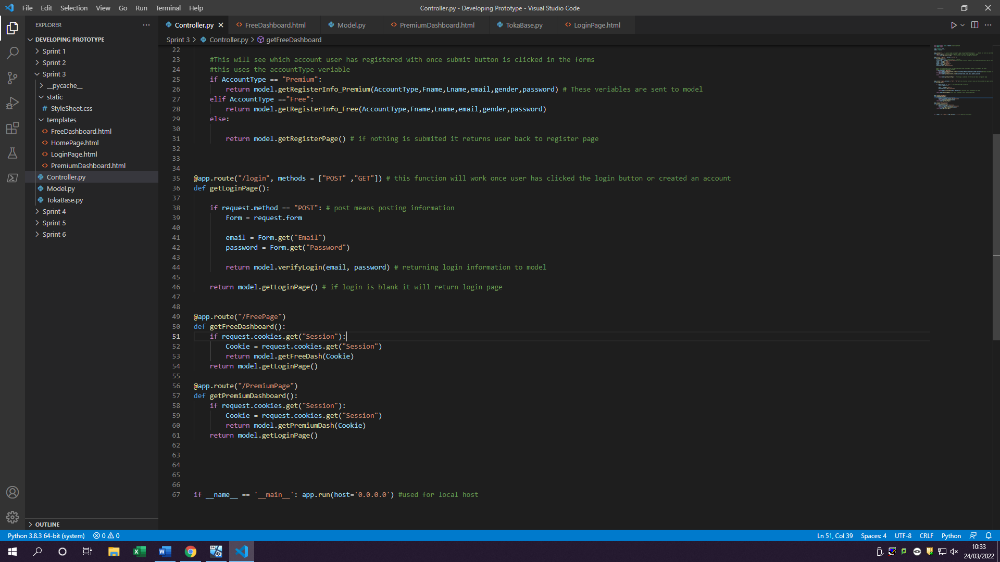 File Edit Selection View Go Run Terminal Help
Controller.py - Developing Prototype - Visual Studio Code
EXPLORER
DEVELOPING PROTOTYPE
Sprint 1
Sprint 2
Sprint 3
__pycache__
static
# StyleSheet.css
templates
<> FreeDashboard.html
<> HomePage.html
<> LoginPage.html
<> PremiumDashboard.html
Controller.py
Model.py
TokaBase.py
Sprint 4
Sprint 5
Sprint 6
OUTLINE
Controller.py <> FreeDashboard.html Model.py <> PremiumDashboard.html TokaBase.py <> LoginPage.html
Sprint 3 > Controller.py > getFreeDashboard
22
23 #This will see which account user has registered with once submit button is clicked in the forms
24 #this uses the accountType veriable
25 if AccountType == "Premium":
26 return model.getRegisterInfo_Premium(AccountType,Fname,Lname,email,gender,password) # These veriables are sent to model
27 elif AccountType =="Free":
28 return model.getRegisterInfo_Free(AccountType,Fname,Lname,email,gender,password)
29 else:
30
31 return model.getRegisterPage() # if nothing is submited it returns user back to register page
32
33
34
35 @app.route("/login", methods = ["POST" ,"GET"]) # this function will work once user has clicked the login button or created an account
36 def getLoginPage():
37
38 if request.method == "POST": # post means posting information
39 Form = request.form
40
41 email = Form.get("Email")
42 password = Form.get("Password")
43
44 return model.verifyLogin(email, password) # returning login information to model
45
46 return model.getLoginPage() # if login is blank it will return login page
47
48
49 @app.route("/FreePage")
50 def getFreeDashboard():
51 if request.cookies.get("Session"):
52 Cookie = request.cookies.get("Session")
53 return model.getFreeDash(Cookie)
54 return model.getLoginPage()
55
56 @app.route("/PremiumPage")
57 def getPremiumDashboard():
58 if request.cookies.get("Session"):
59 Cookie = request.cookies.get("Session")
60 return model.getPremiumDash(Cookie)
61 return model.getLoginPage()
62
63
64
65
66
67 if __name__ == '__main__': app.run(host='0.0.0.0') #used for local host
Python 3.8.3 64-bit (system) 0 0
Ln 51, Col 39 Spaces: 4 UTF-8 CRLF Python
10:33
24/03/2022